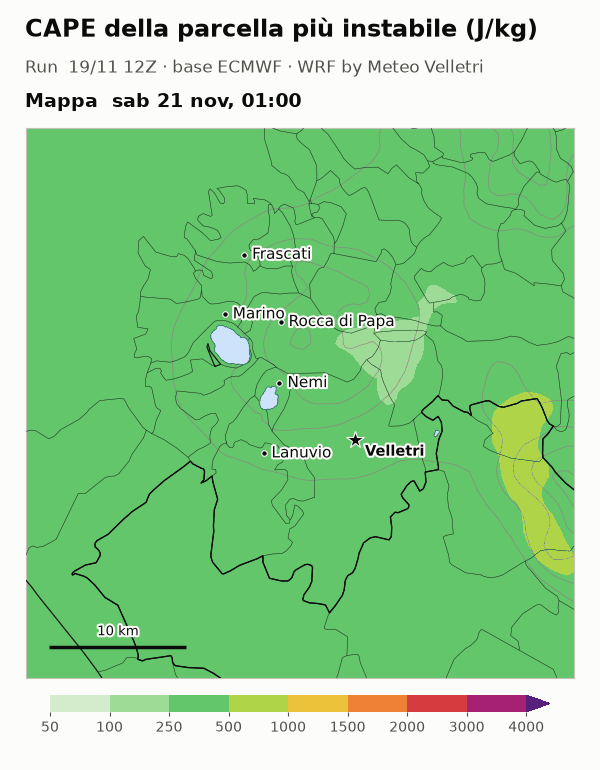 CAPE della parcella più instabile (J/kg)
Run  19/11 12Z · base ECMWF · WRF by Meteo Velletri
Mappa  sab 21 nov, 01:00
Frascati
Marino
Rocca di Papa
Nemi
Velletri
Lanuvio
10 km
50 100 250 500 1000 1500 2000 3000 4000